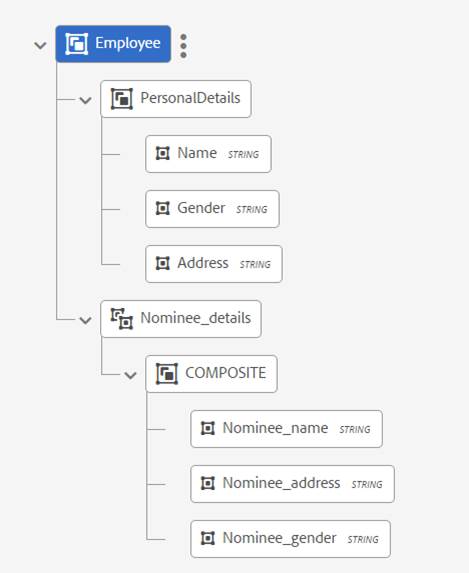 Employee
PersonalDetails
Name STRING
Gender STRING
Address STRING
Nominee_details
COMPOSITE
Nominee_name STRING
Nominee_address STRING
Nominee_gender STRING